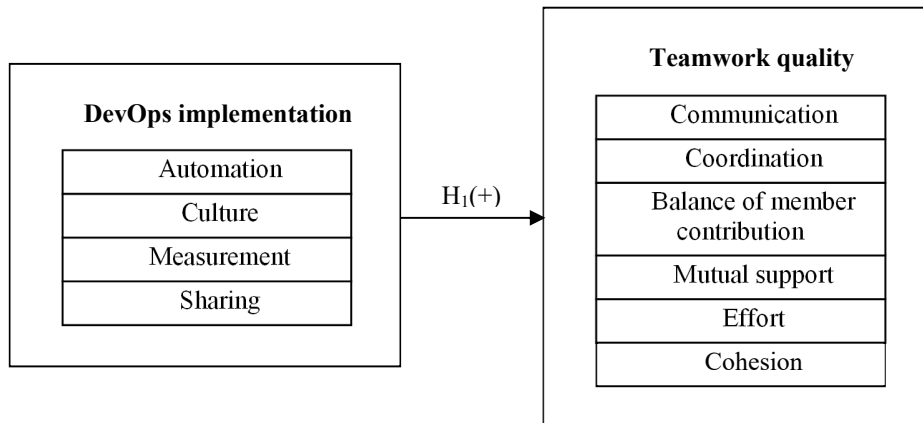 DevOps implementation
Automation
Culture
Measurement
Sharing
H₁(+)
Teamwork quality
Communication
Coordination
Balance of member
contribution
Mutual support
Effort
Cohesion